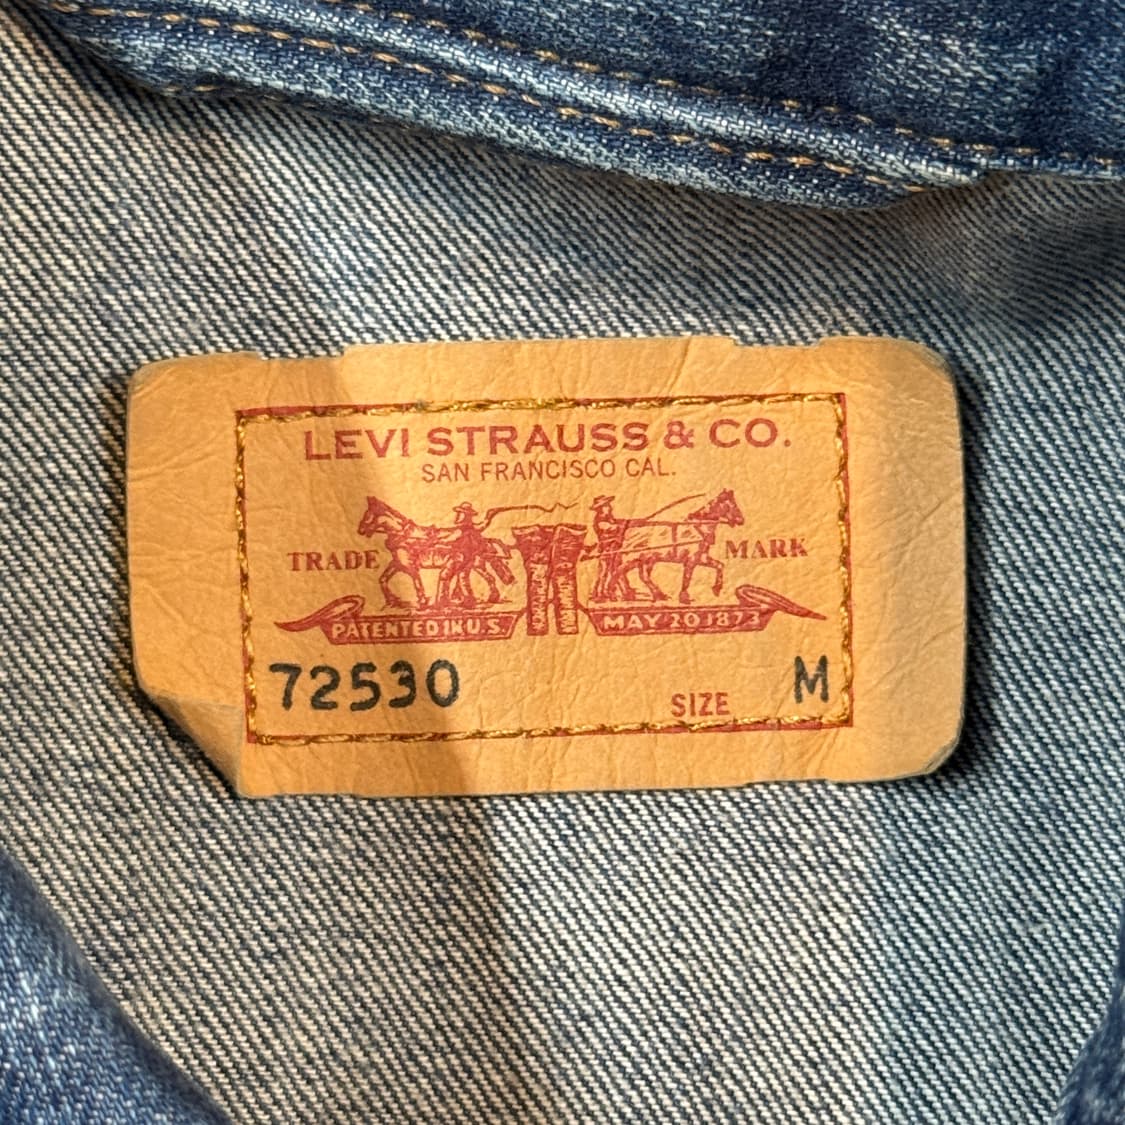 LEVI STRAUSS & CO.
SAN FRANCISCO CAL.
TRADE MARK
PATENTED IN U.S. MAY 20 1873
72530 SIZE M